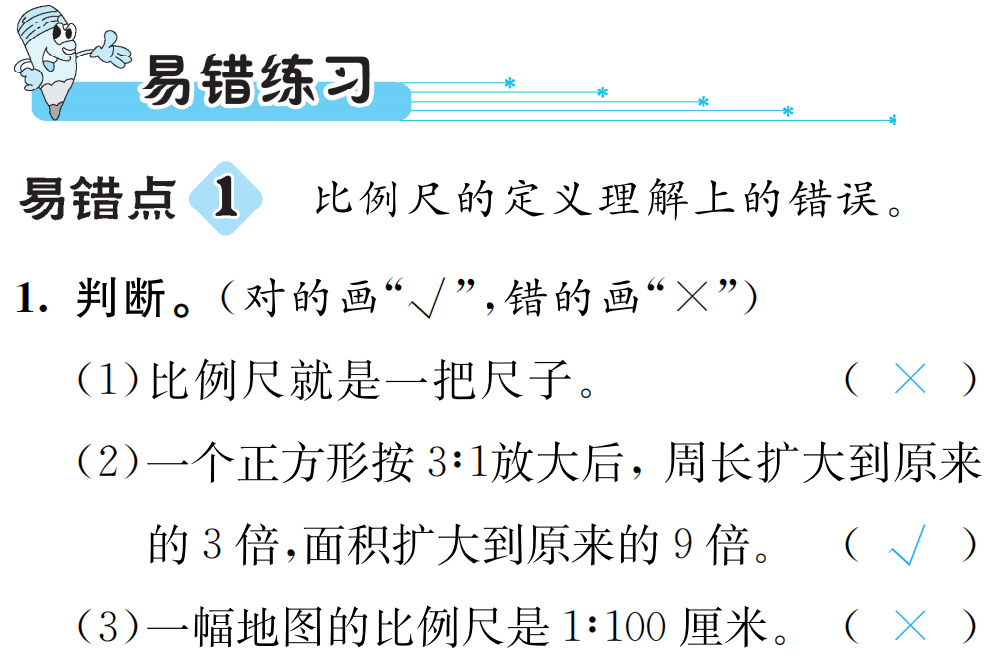 易错练习
易错点 1 比例尺的定义理解上的错误。
1. 判断。(对的画“√”,错的画“×”)
(1)比例尺就是一把尺子。 ( × )
(2)一个正方形按 3∶1放大后, 周长扩大到原来
的 3 倍,面积扩大到原来的 9 倍。 ( √ )
(3)一幅地图的比例尺是 1∶100 厘米。 ( × )